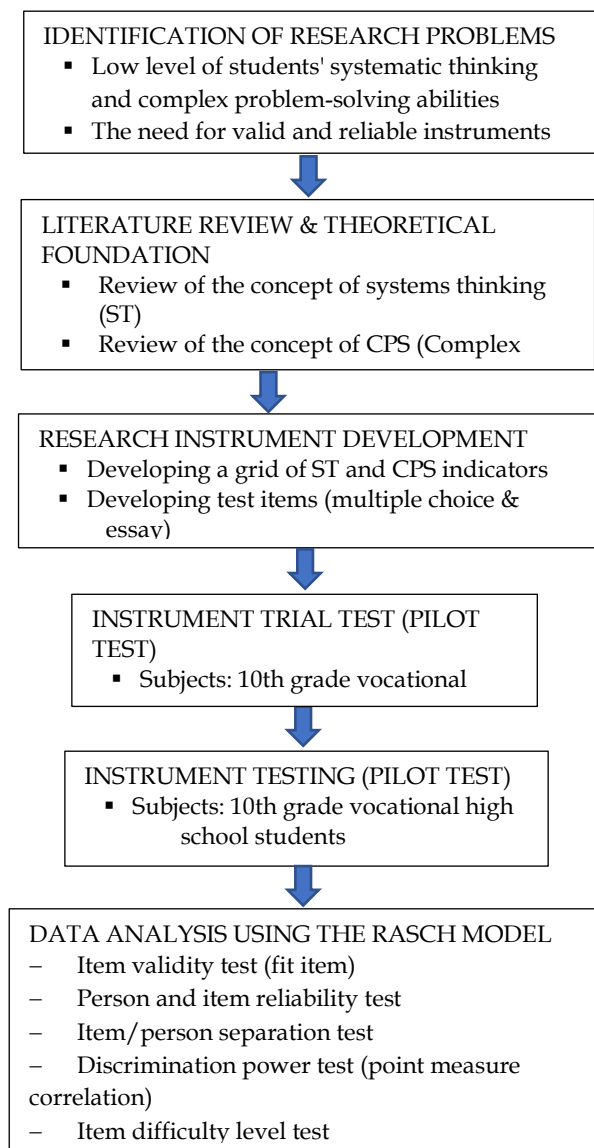 IDENTIFICATION OF RESEARCH PROBLEMS
▪ Low level of students' systematic thinking
and complex problem-solving abilities
▪ The need for valid and reliable instruments
LITERATURE REVIEW & THEORETICAL
FOUNDATION
▪ Review of the concept of systems thinking
(ST)
▪ Review of the concept of CPS (Complex
RESEARCH INSTRUMENT DEVELOPMENT
▪ Developing a grid of ST and CPS indicators
▪ Developing test items (multiple choice &
essay)
INSTRUMENT TRIAL TEST (PILOT
TEST)
▪ Subjects: 10th grade vocational
INSTRUMENT TESTING (PILOT TEST)
▪ Subjects: 10th grade vocational high
school students
DATA ANALYSIS USING THE RASCH MODEL
– Item validity test (fit item)
– Person and item reliability test
– Item/person separation test
– Discrimination power test (point measure
correlation)
– Item difficulty level test